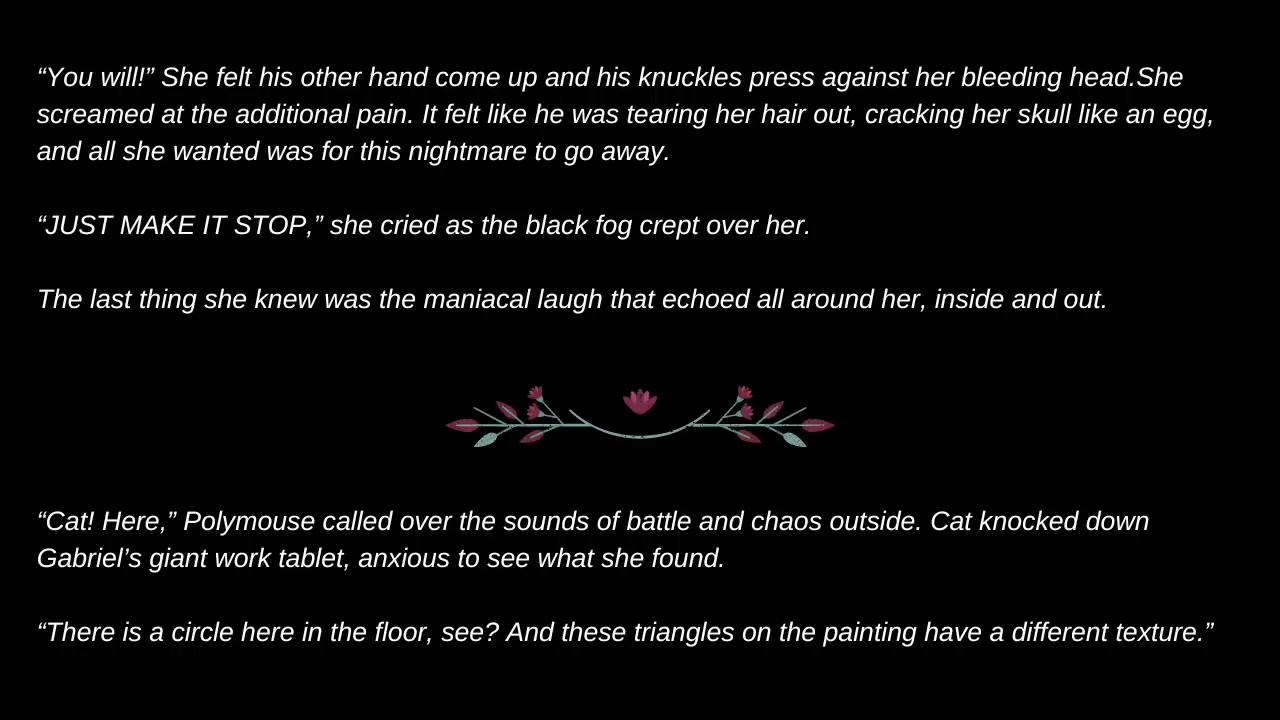 “You will!” She felt his other hand come up and his knuckles press against her bleeding head.She
screamed at the additional pain. It felt like he was tearing her hair out, cracking her skull like an egg,
and all she wanted was for this nightmare to go away.
“JUST MAKE IT STOP,” she cried as the black fog crept over her.
The last thing she knew was the maniacal laugh that echoed all around her, inside and out.
“Cat! Here,” Polymouse called over the sounds of battle and chaos outside. Cat knocked down
Gabriel’s giant work tablet, anxious to see what she found.
“There is a circle here in the floor, see? And these triangles on the painting have a different texture.”